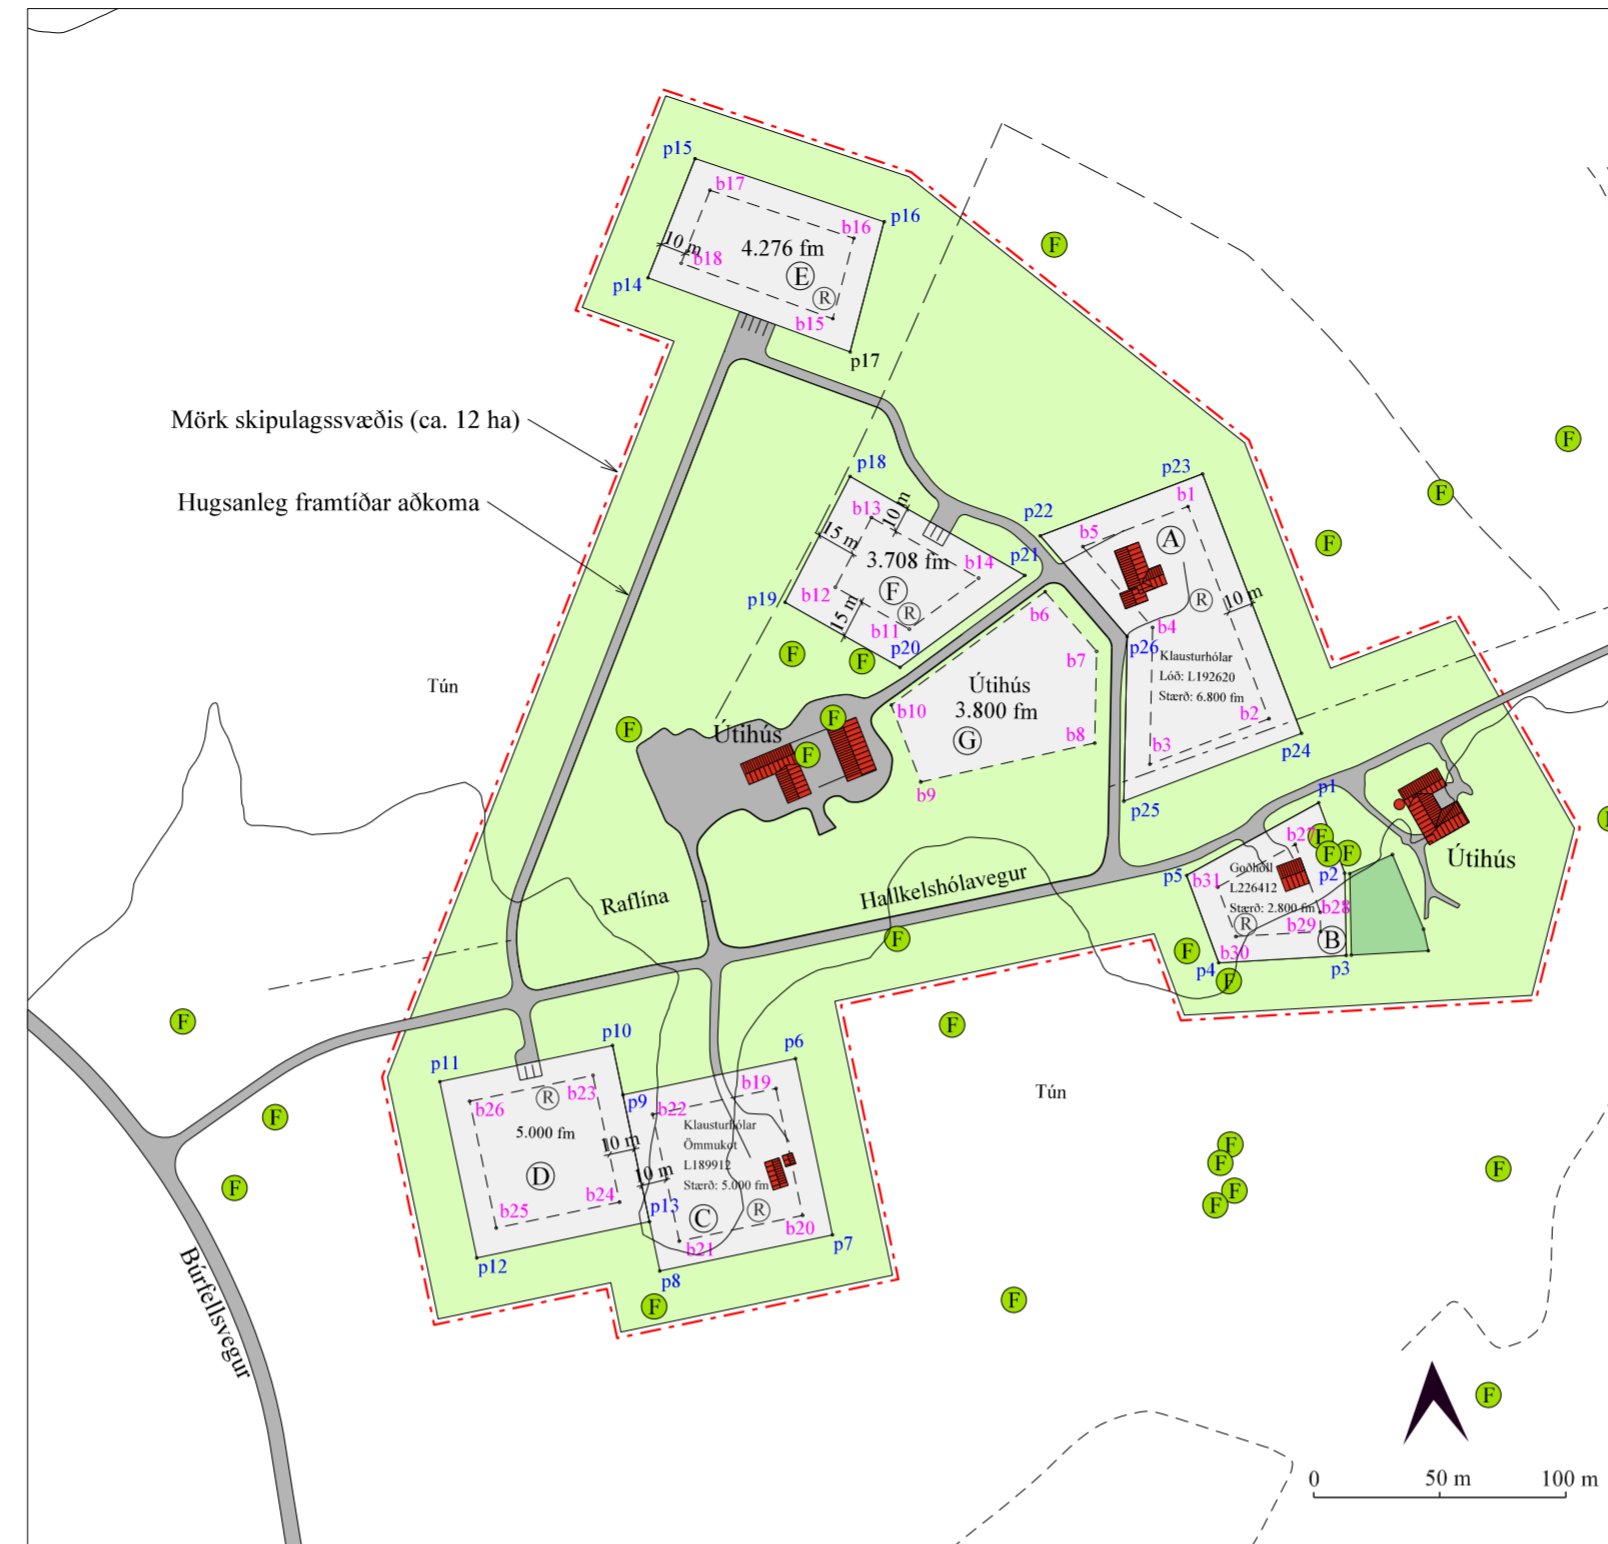 p15
b17
p16
b16
10 m
4.276 fm
b18
E
R
p14
b15
p17
F
Mörk skipulagssvæðis (ca. 12 ha)
Hugsanleg framtíðar aðkoma
F
F
F
p18
b13
10 m
15 m
3.708 fm
b14
p21
F
R
b12
15 m
b11
p19
p20
F
F
p23
b1
p22
b5
A
R
10 m
b4
p26
Klausturhólar
Lóð: L192620
Stærð: 6.800 fm
b2
b3
p24
p25
b6
b7
Útihús
3.800 fm
G
b10
b8
b9
Tún
F
Útihús
F
F
p1
b27
F
F
F
p2
p5
b31
Goðhóll
L226412
Stærð: 2.800 fm
b28
R
b29
B
b30
p4
p3
F
F
Útihús
Raflína
Hallkelshólavegur
F
F
F
F
F
Tún
p10
p11
b26
R
b23
5.000 fm
10 m
D
b24
b25
p12
p13
p6
b19
p9
b22
Klausturhólar
Ömmukot
L189912
Stærð: 5.000 fm
10 m
C
R
b20
b21
p7
p8
F
F
F
F
F
F
F
F
Búrfellsvegur
0
50 m
100 m